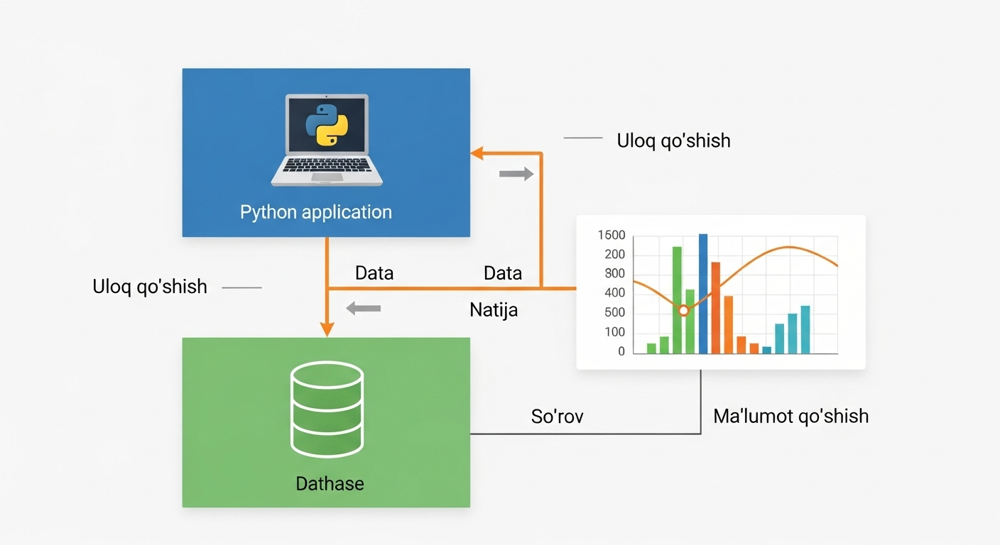 Uloq qo'shish
Python application
1500
200
800
400
500
100
0
Uloq qo'shish
Data
Data
Natija
So'rov
Ma'lumot qo'shish
Dathase